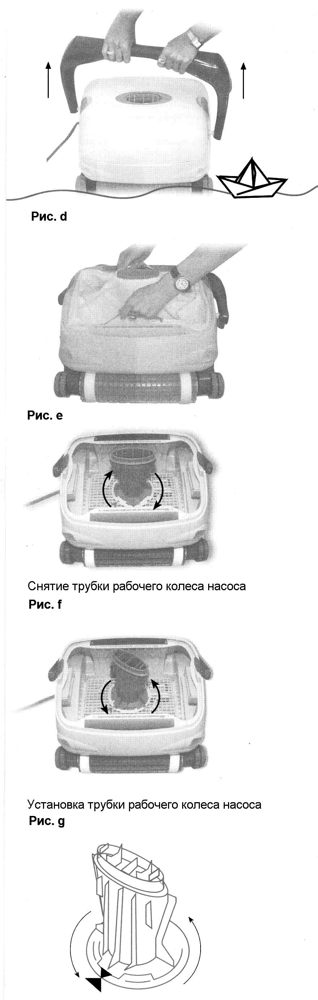 Рис. d
Рис. e
Снятие трубки рабочего колеса насоса
Рис. f
Установка трубки рабочего колеса насоса
Рис. g